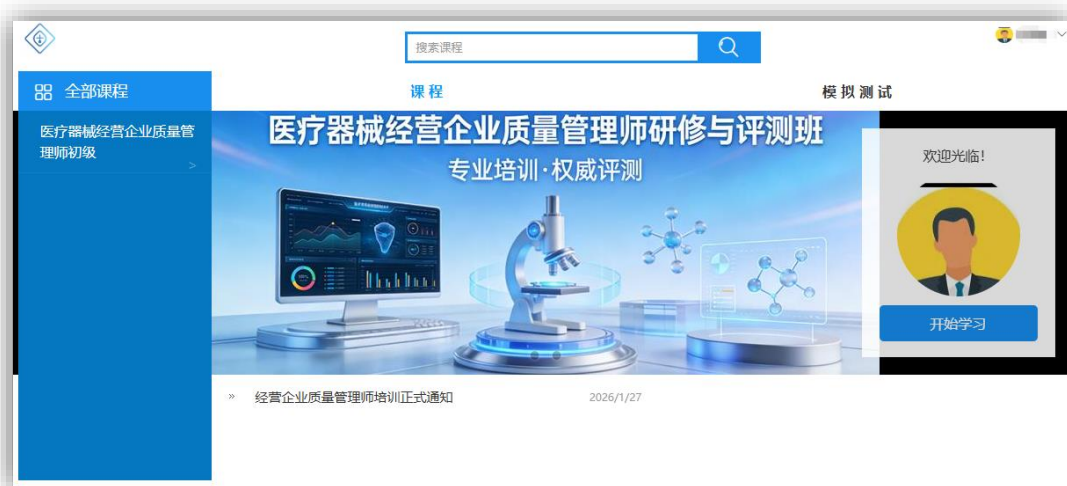 搜索课程
全部课程
课程
模拟测试
医疗器械经营企业质量管
理师初级
>
医疗器械经营企业质量管理师研修与评测班
专业培训·权威评测
欢迎光临！
开始学习
» 经营企业质量管理师培训正式通知 2026/1/27